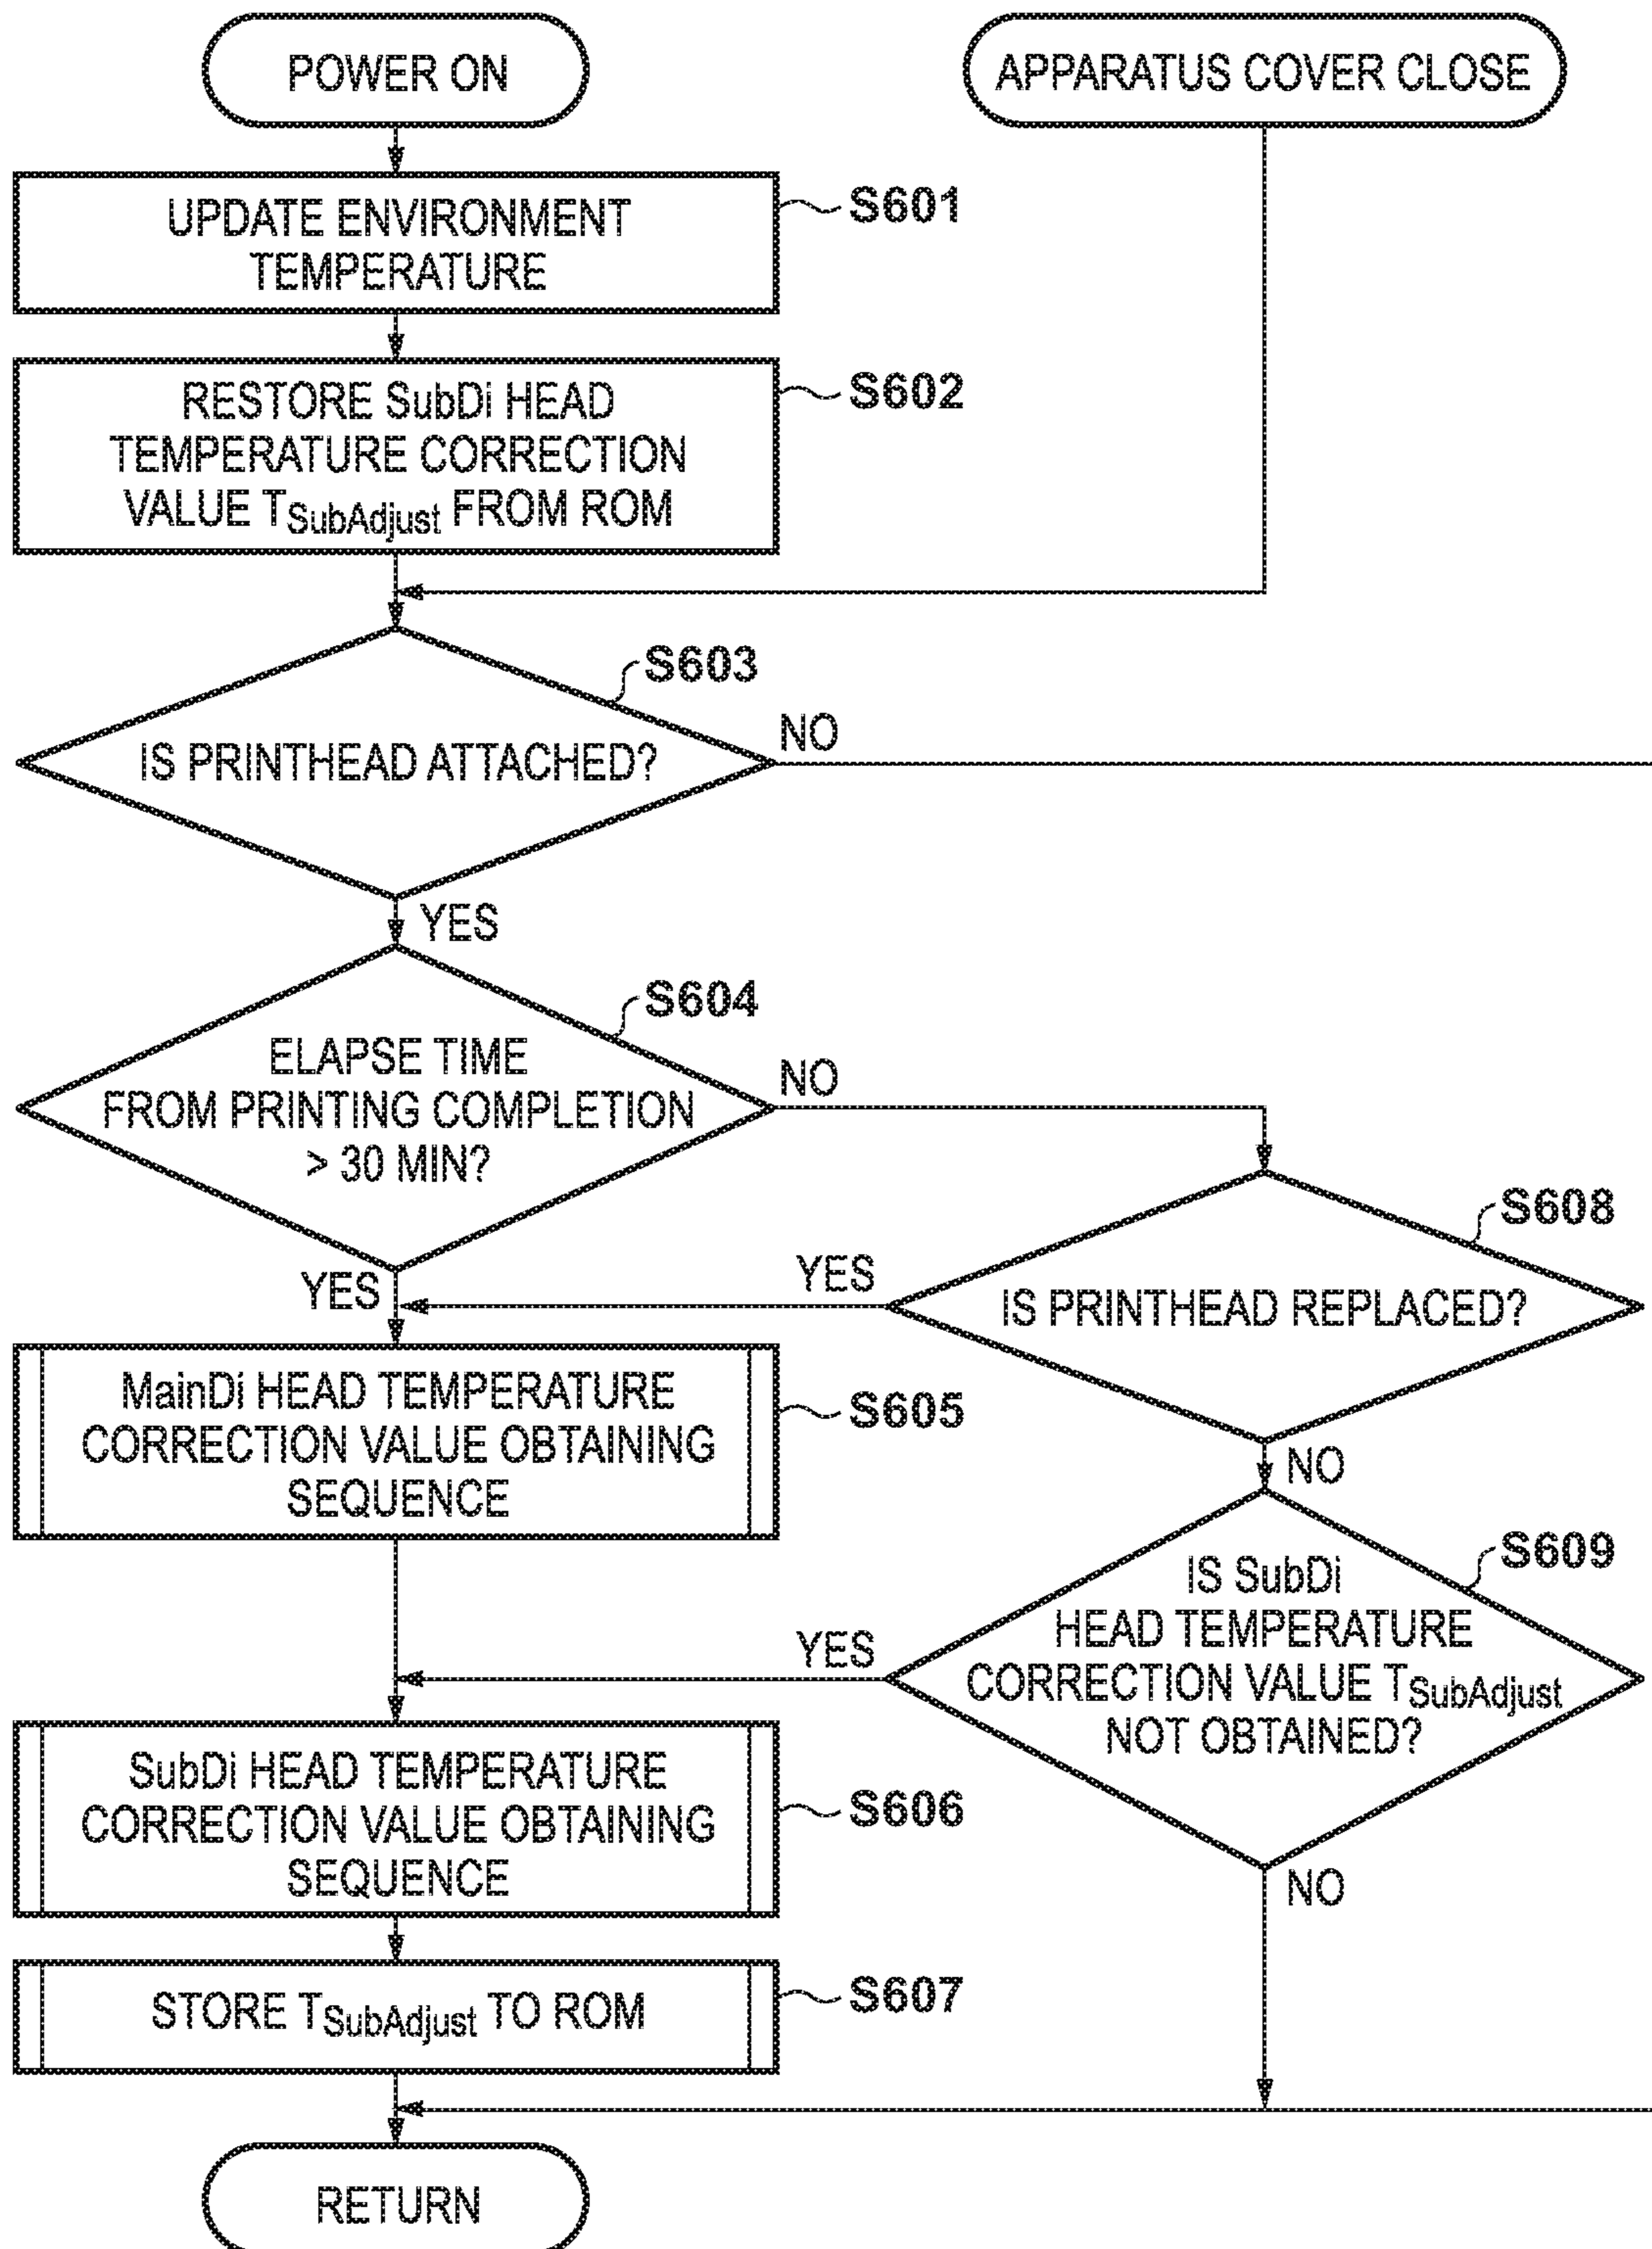 POWER ON
APPARATUS COVER CLOSE
UPDATE ENVIRONMENT
TEMPERATURE
S601
RESTORE SubDi HEAD
TEMPERATURE CORRECTION
VALUE TSubAdjust FROM ROM
S602
S603
IS PRINTHEAD ATTACHED?
NO
YES
S604
ELAPSE TIME
FROM PRINTING COMPLETION
> 30 MIN?
NO
YES
S608
IS PRINTHEAD REPLACED?
YES
NO
MainDi HEAD TEMPERATURE
CORRECTION VALUE OBTAINING
SEQUENCE
S605
S609
IS SubDi
HEAD TEMPERATURE
CORRECTION VALUE TSubAdjust
NOT OBTAINED?
YES
NO
SubDi HEAD TEMPERATURE
CORRECTION VALUE OBTAINING
SEQUENCE
S606
STORE TSubAdjust TO ROM
S607
RETURN